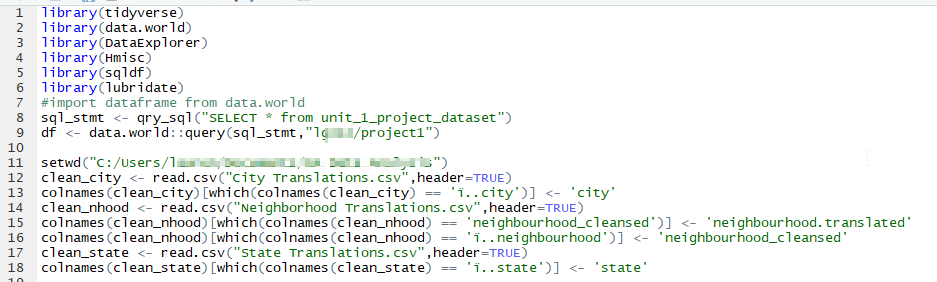 1 library(tidyverse)
2 library(data.world)
3 library(DataExplorer)
4 library(Hmisc)
5 library(sqldf)
6 library(lubridate)
7 #import dataframe from data.world
8 sql_stmt <- qry_sql("SELECT * from unit_1_project_dataset")
9 df <- data.world::query(sql_stmt,"lg /project1")
10
11 setwd("C:/Users/
12 clean_city <- read.csv("City Translations.csv",header=TRUE)
13 colnames(clean_city)[which(colnames(clean_city) == 'ï..city')] <- 'city'
14 clean_nhood <- read.csv("Neighborhood Translations.csv",header=TRUE)
15 colnames(clean_nhood)[which(colnames(clean_nhood) == 'neighbourhood_cleansed')] <- 'neighbourhood.translated'
16 colnames(clean_nhood)[which(colnames(clean_nhood) == 'ï..neighbourhood')] <- 'neighbourhood_cleansed'
17 clean_state <- read.csv("State Translations.csv",header=TRUE)
18 colnames(clean_state)[which(colnames(clean_state) == 'ï..state')] <- 'state'